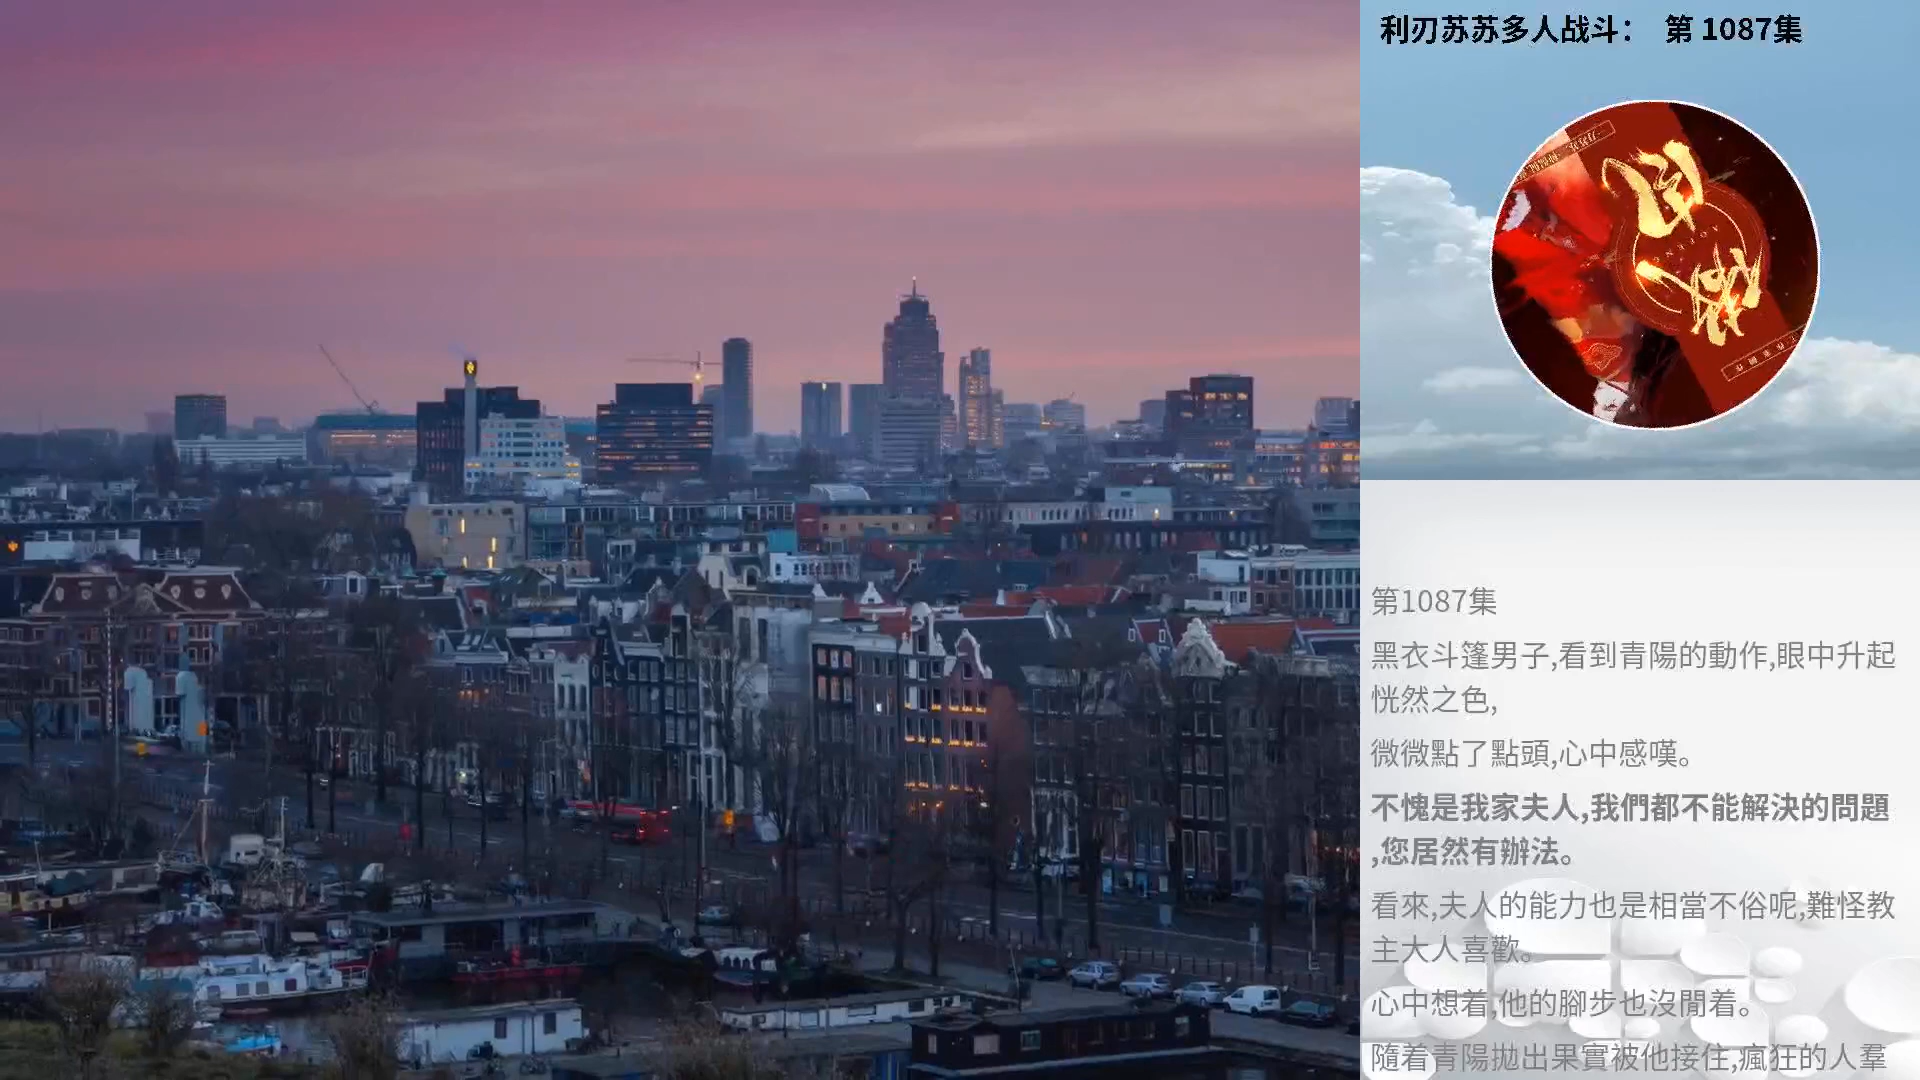 利刃苏苏多人战斗： 第 1087集
第1087集
黑衣斗篷男子,看到青陽的動作,眼中升起
恍然之色,
微微點了點頭,心中感嘆。
不愧是我家夫人,我們都不能解決的問題
,您居然有辦法。
看來,夫人的能力也是相當不俗呢,難怪教
主大人喜歡。
心中想着,他的腳步也沒閒着。
隨着青陽拋出果實被他接住,瘋狂的人羣